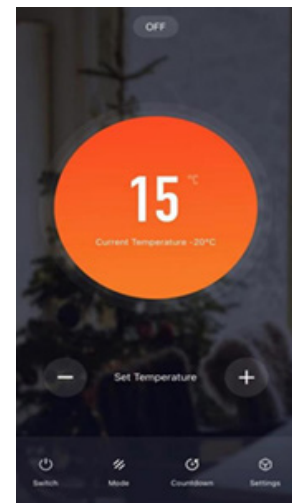 OFF
15 °C
Current Temperature -20°C
− Set Temperature +
Switch Mode Countdown Settings